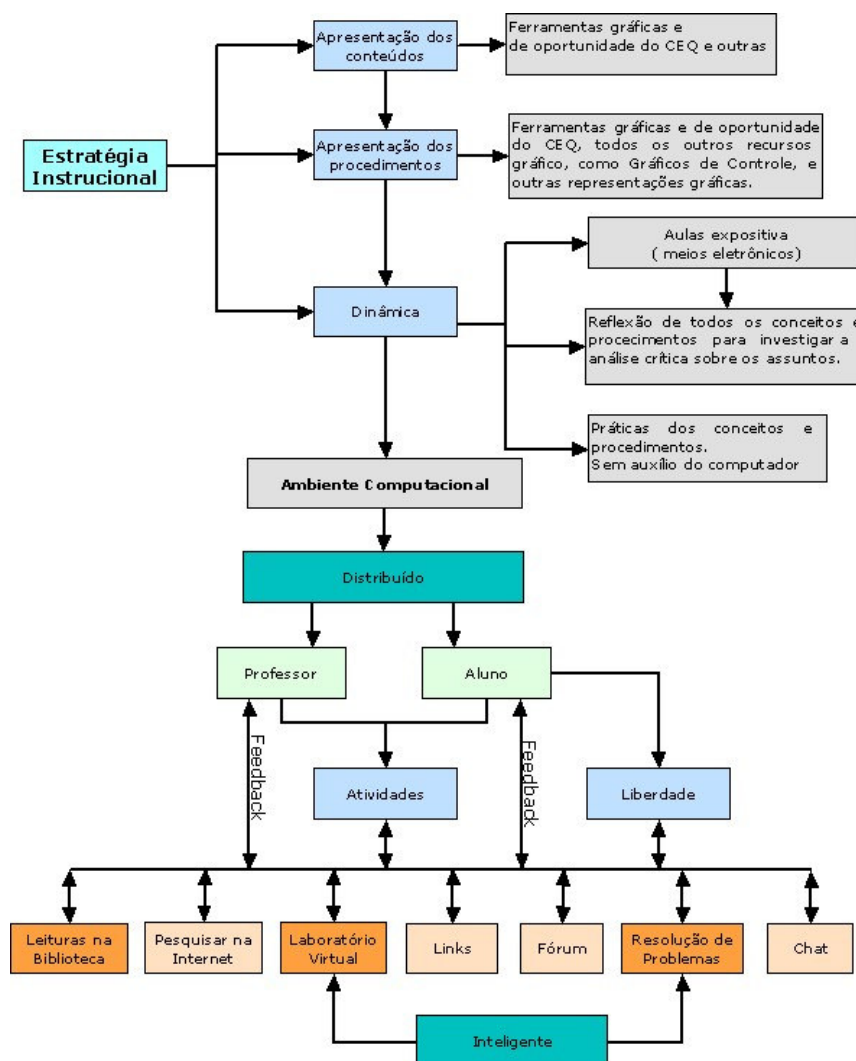 Apresentação dos
conteúdos
Ferramentas gráficas e
de oportunidade do CEQ e outras
Estratégia
Instrucional
Apresentação dos
procedimentos
Ferramentas gráficas e de oportunidade
do CEQ, todos os outros recursos
gráfico, como Gráficos de Controle, e
outras representações gráficas.
Aulas expositiva
( meios eletrônicos)
Dinâmica
Reflexão de todos os conceitos e
procecimentos para investigar a
análise crítica sobre os assuntos.
Práticas dos conceitos e
procedimentos.
Sem auxílio do computador
Ambiente Computacional
Distribuído
Professor
Aluno
Feedback
Feedback
Atividades
Liberdade
Leituras na
Biblioteca
Pesquisar na
Internet
Laboratório
Virtual
Links
Fórum
Resolução de
Problemas
Chat
Inteligente